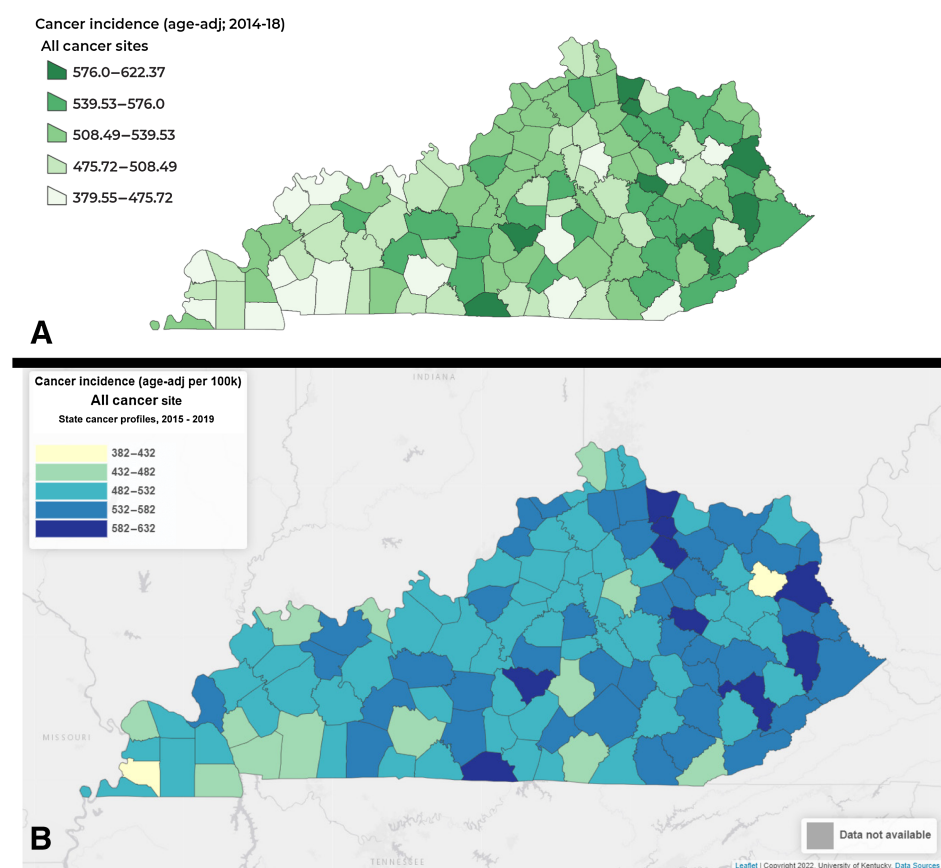 Cancer incidence (age-adj; 2014-18)
All cancer sites
576.0–622.37
539.53–576.0
508.49–539.53
475.72–508.49
379.55–475.72
A
INDIANA
Cancer incidence (age-adj per 100k)
All cancer site
State cancer profiles, 2015 - 2019
382–432
432–482
482–532
532–582
582–632
MISSOURI
B
TENNESSEE
Data not available
Leaflet | Copyright 2022, University of Kentucky, Data Sources